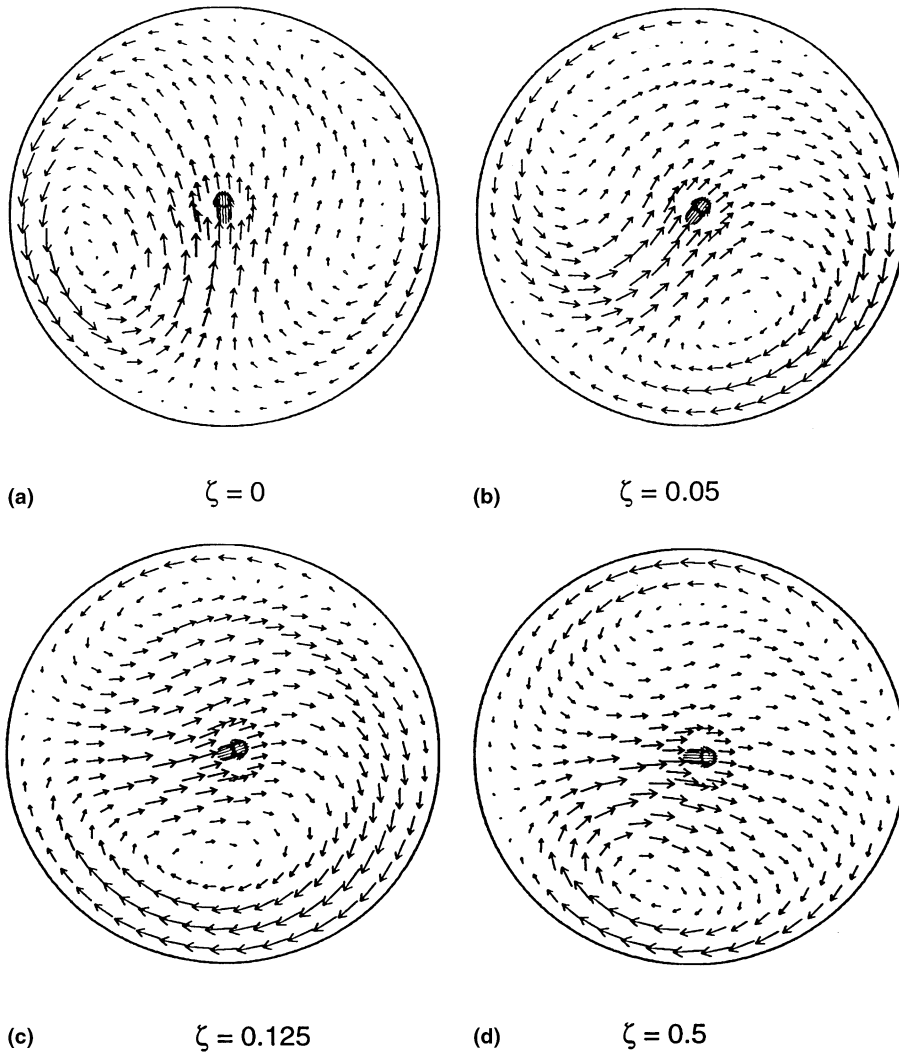 (a) ζ = 0
(b) ζ = 0.05
(c) ζ = 0.125
(d) ζ = 0.5